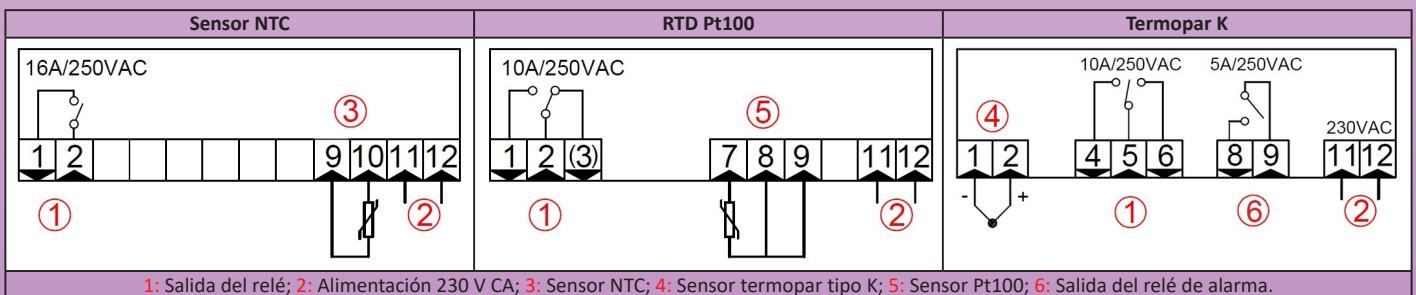 Sensor NTC
RTD Pt100
Termopar K
16A/250VAC
3
1 2 9 10 11 12
1
2
10A/250VAC
5
1 2 (3) 7 8 9 11 12
1
2
10A/250VAC 5A/250VAC
4
230VAC
1 2 4 5 6 8 9 11 12
- +
1
6
2
1: Salida del relé; 2: Alimentación 230 V CA; 3: Sensor NTC; 4: Sensor termopar tipo K; 5: Sensor Pt100; 6: Salida del relé de alarma.